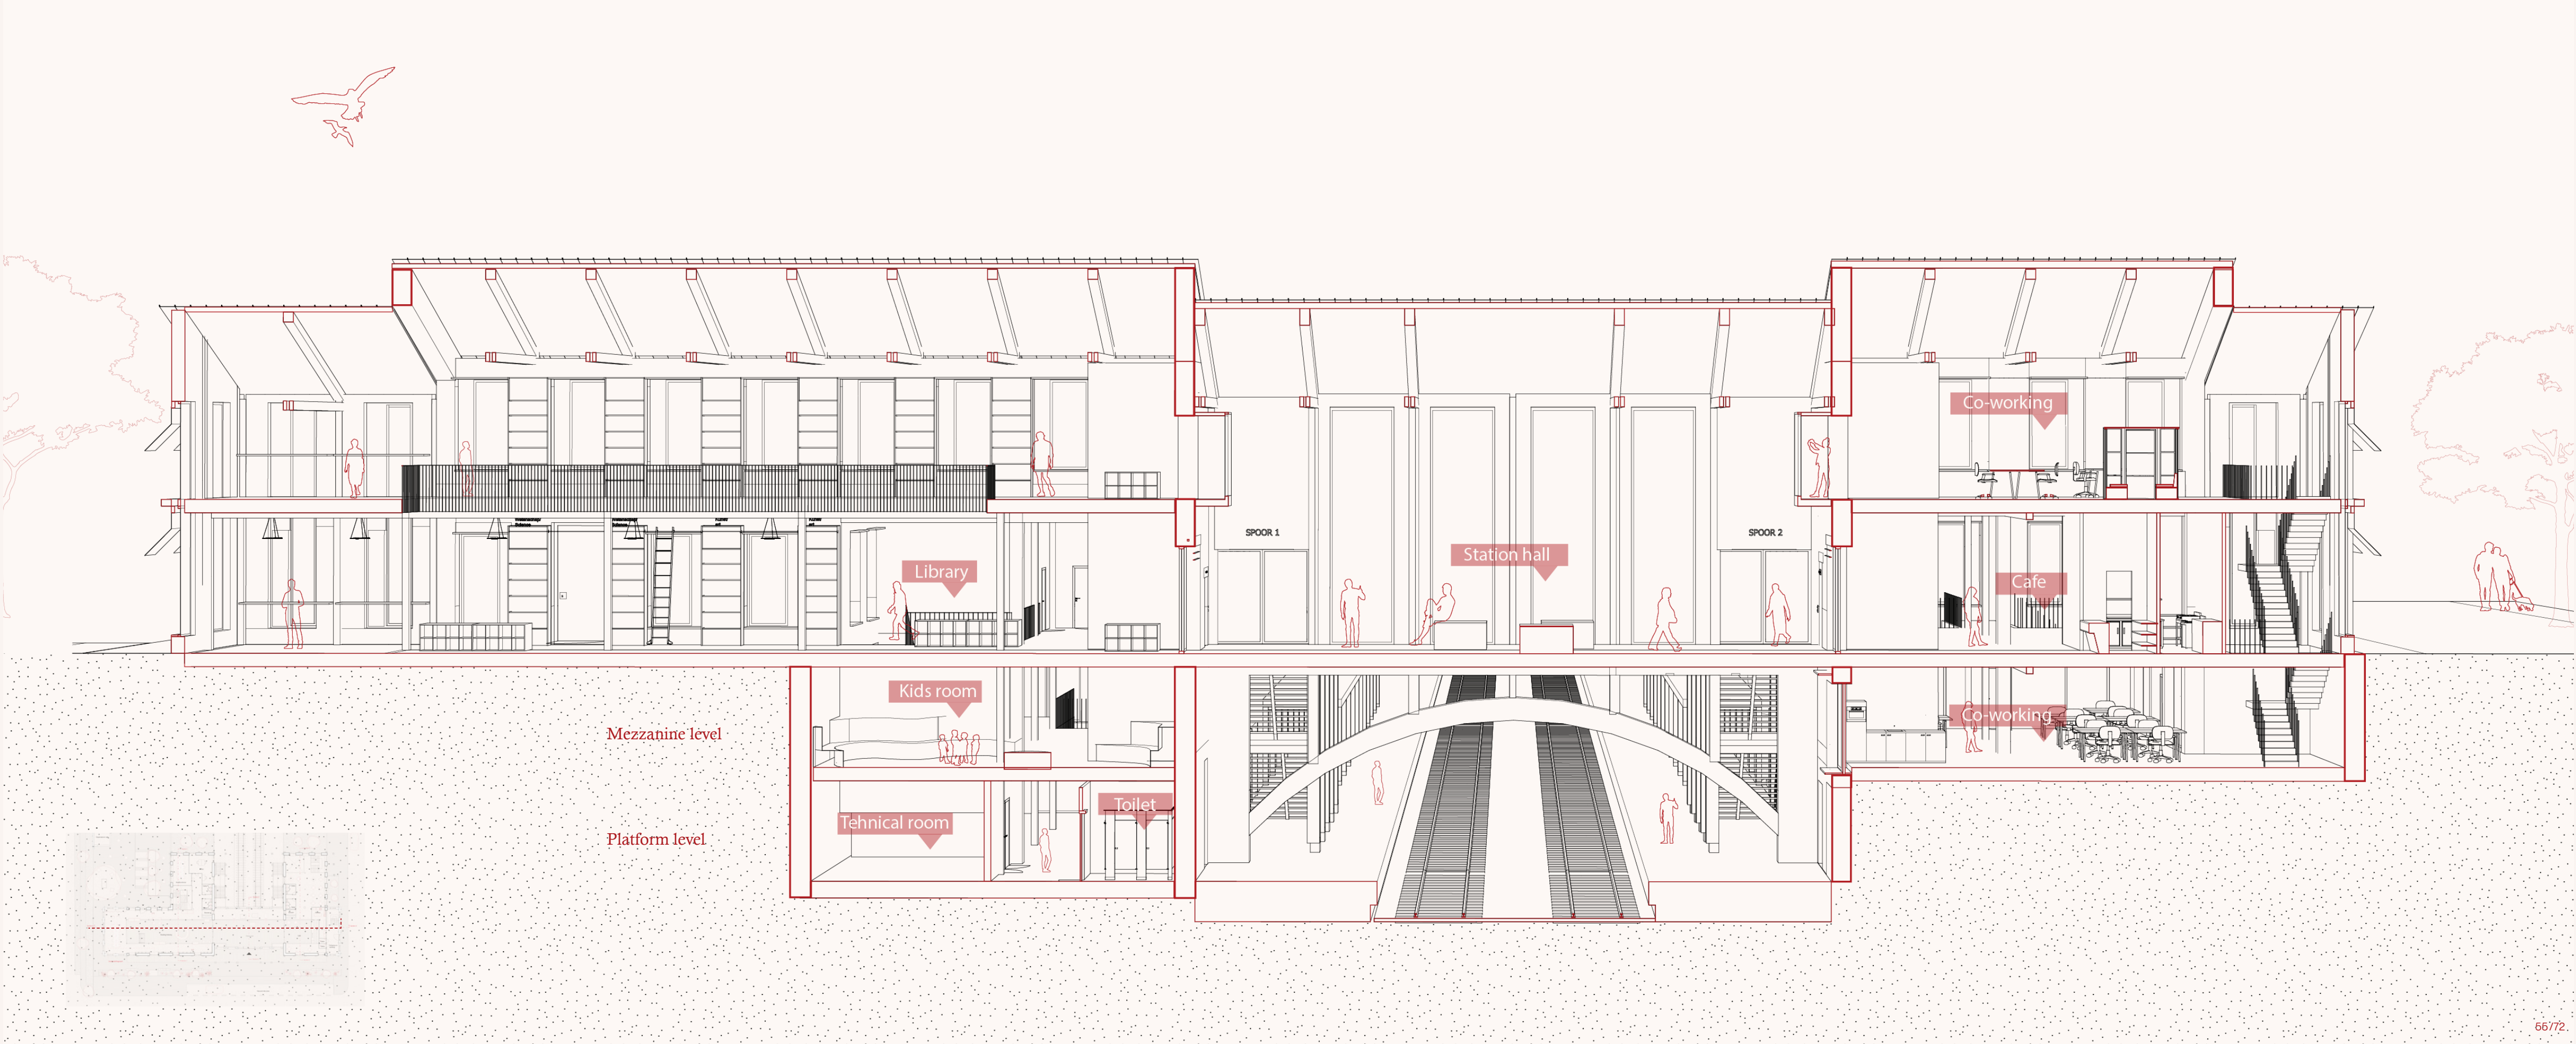 Co-working
SPOOR 1
SPOOR 2
Station hall
Library
Cafe
Kids room
Co-working
Mezzanine level
Toilet
Tehnical room
Platform level
66/72